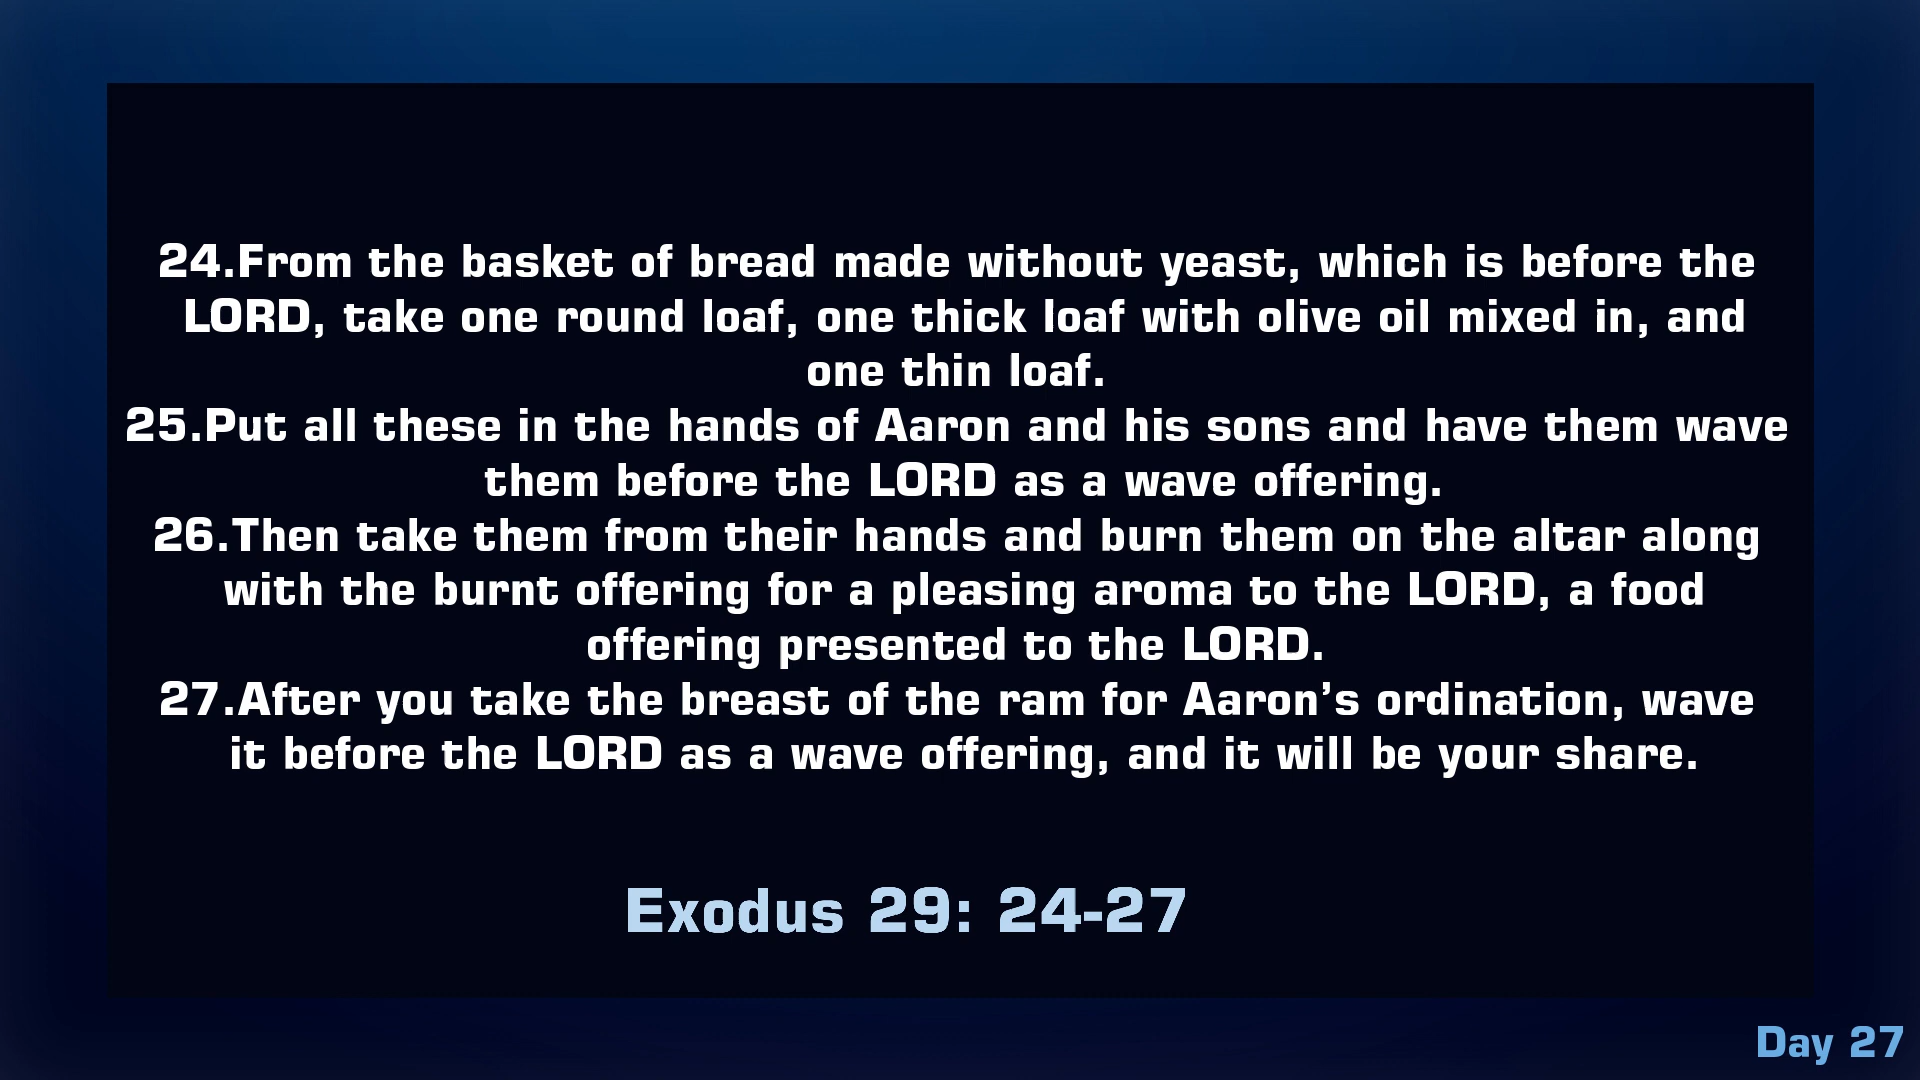 24.From the basket of bread made without yeast, which is before the
LORD, take one round loaf, one thick loaf with olive oil mixed in, and
one thin loaf.
25.Put all these in the hands of Aaron and his sons and have them wave
them before the LORD as a wave offering.
26.Then take them from their hands and burn them on the altar along
with the burnt offering for a pleasing aroma to the LORD, a food
offering presented to the LORD.
27.After you take the breast of the ram for Aaron’s ordination, wave
it before the LORD as a wave offering, and it will be your share.
Exodus 29: 24-27
Day 27